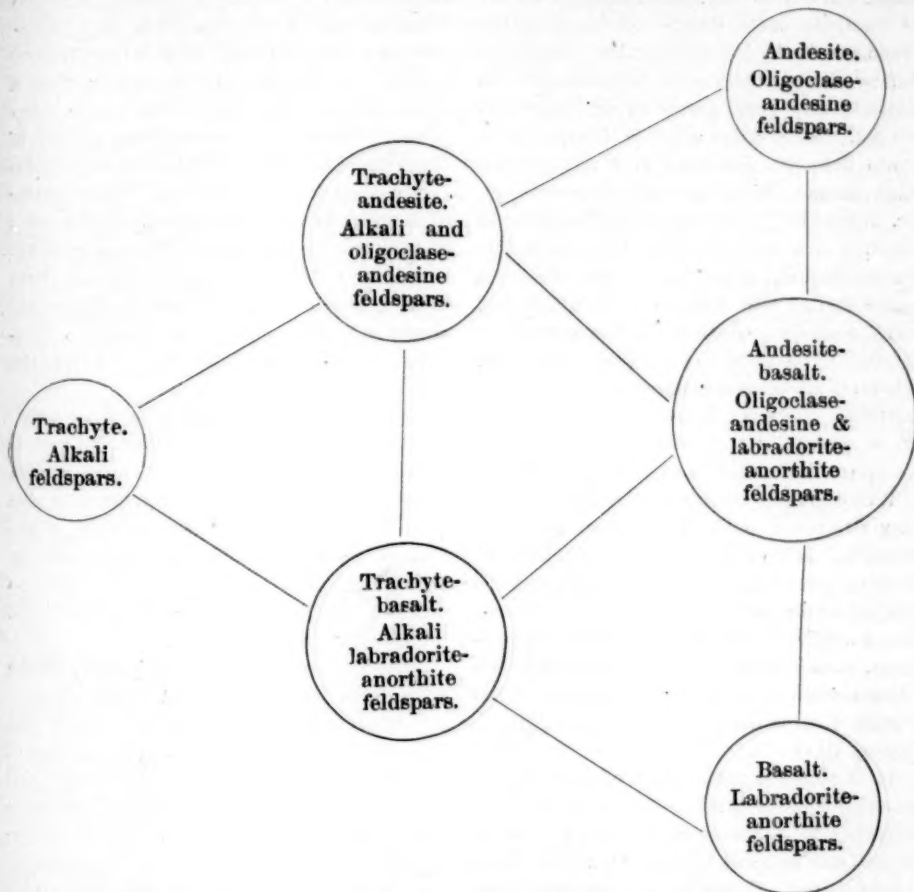 Andesite.
Oligoclase-
andesine
feldspars.
Trachyte-
andesite.
Alkali and
oligoclase-
andesine
feldspars.
Andesite-
basalt.
Oligoclase-
andesine &
labradorite-
anorthite
feldspars.
Trachyte.
Alkali
feldspars.
Trachyte-
basalt.
Alkali
labradorite-
anorthite
feldspars.
Basalt.
Labradorite-
anorthite
feldspars.